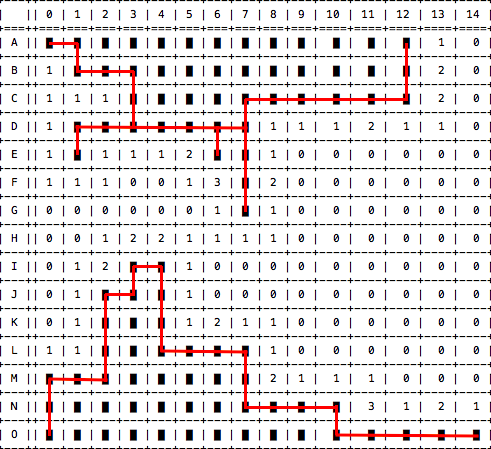 0 1 2 3 4 5 6 7 8 9 10 11 12 13 14
A 1 0
B 1 2 0
C 1 1 1 2 0
D 1 1 1 1 2 1 1 0
E 1 1 1 1 2 1 1 0 0 0 0 0
F 1 1 1 0 0 1 3 2 0 0 0 0 0 0
G 0 0 0 0 0 0 1 1 0 0 0 0 0 0
H 0 0 1 2 2 1 1 1 1 0 0 0 0 0 0
I 0 1 2 1 0 0 0 0 0 0 0 0 0
J 0 1 1 0 0 0 0 0 0 0 0 0
K 0 1 1 2 1 1 0 0 0 0 0 0
L 1 1 1 0 0 0 0 0 0
M 2 1 1 1 0 0 0
N 3 1 2 1
O